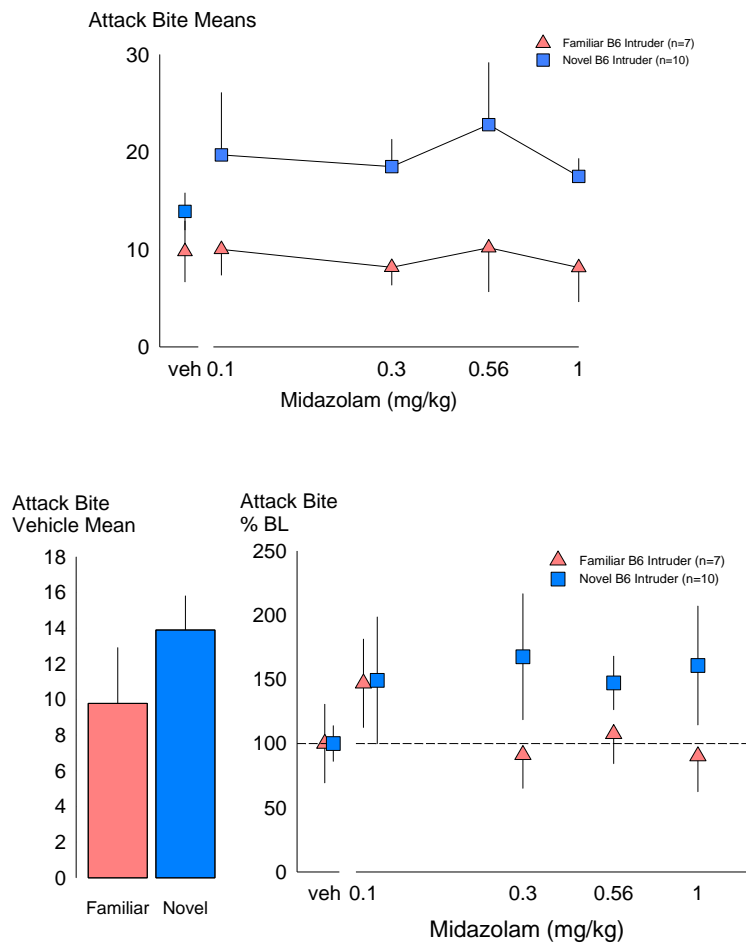 Attack Bite Means
Familiar B6 Intruder (n=7)
Novel B6 Intruder (n=10)
30
20
10
0
veh 0.1 0.3 0.56 1
Midazolam (mg/kg)
Attack Bite
Vehicle Mean
18
16
14
12
10
8
6
4
2
0
Familiar Novel
Attack Bite
% BL
250
200
150
100
50
0
Familiar B6 Intruder (n=7)
Novel B6 Intruder (n=10)
veh 0.1 0.3 0.56 1
Midazolam (mg/kg)